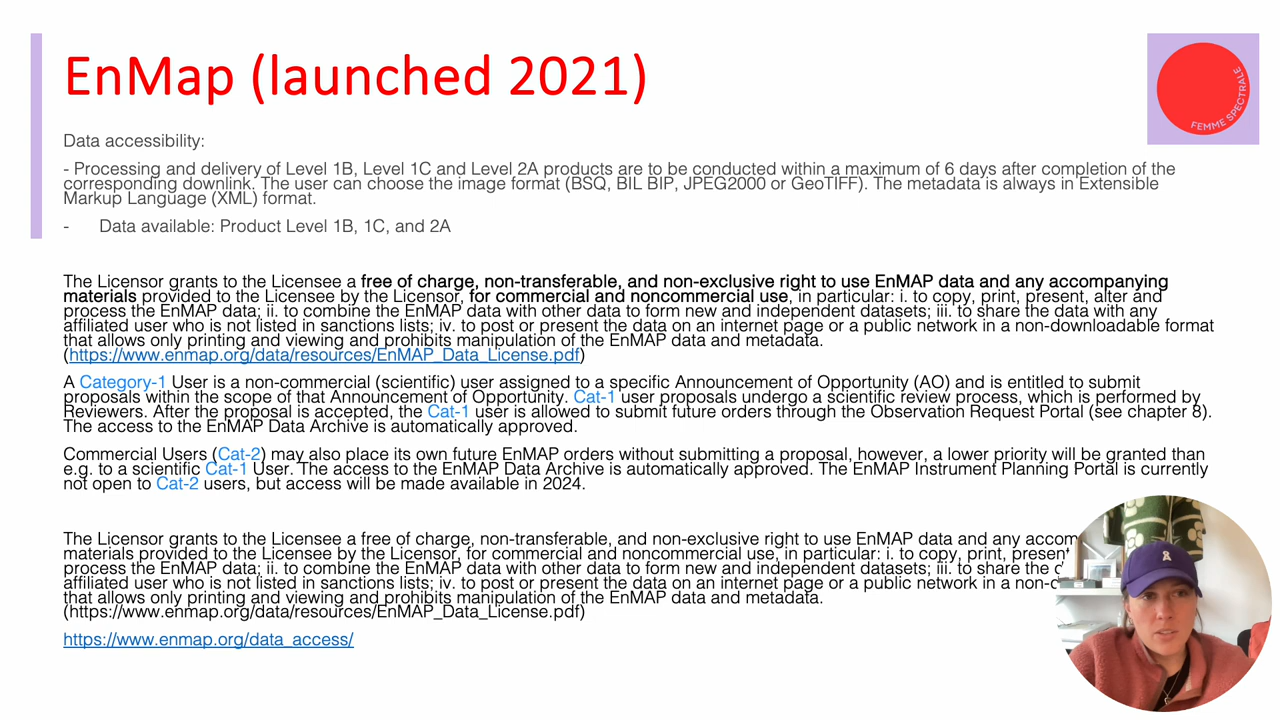 EnMap (launched 2021)
FEMME SPECTRALE
Data accessibility:
- Processing and delivery of Level 1B, Level 1C and Level 2A products are to be conducted within a maximum of 6 days after completion of the
corresponding downlink. The user can choose the image format (BSQ, BIL BIP, JPEG2000 or GeoTIFF). The metadata is always in Extensible
Markup Language (XML) format.
- Data available: Product Level 1B, 1C, and 2A
The Licensor grants to the Licensee a free of charge, non-transferable, and non-exclusive right to use EnMAP data and any accompanying
materials provided to the Licensee by the Licensor, for commercial and noncommercial use, in particular: i. to copy, print, present, alter and
process the EnMAP data; ii. to combine the EnMAP data with other data to form new and independent datasets; iii. to share the data with any
affiliated user who is not listed in sanctions lists; iv. to post or present the data on an internet page or a public network in a non-downloadable format
that allows only printing and viewing and prohibits manipulation of the EnMAP data and metadata.
(https://www.enmap.org/data/resources/EnMAP_Data_License.pdf)
A Category-1 User is a non-commercial (scientific) user assigned to a specific Announcement of Opportunity (AO) and is entitled to submit
proposals within the scope of that Announcement of Opportunity. Cat-1 user proposals undergo a scientific review process, which is performed by
Reviewers. After the proposal is accepted, the Cat-1 user is allowed to submit future orders through the Observation Request Portal (see chapter 8).
The access to the EnMAP Data Archive is automatically approved.
Commercial Users (Cat-2) may also place its own future EnMAP orders without submitting a proposal, however, a lower priority will be granted than
e.g. to a scientific Cat-1 User. The access to the EnMAP Data Archive is automatically approved. The EnMAP Instrument Planning Portal is currently
not open to Cat-2 users, but access will be made available in 2024.
The Licensor grants to the Licensee a free of charge, non-transferable, and non-exclusive right to use EnMAP data and any
materials provided to the Licensee by the Licensor, for commercial and noncommercial use, in particular: i. to copy, print, present
process the EnMAP data; ii. to combine the EnMAP data with other data to form new and independent datasets; iii. to share the
affiliated user who is not listed in sanctions lists; iv. to post or present the data on an internet page or a public network in a
that allows only printing and viewing and prohibits manipulation of the EnMAP data and metadata.
(https://www.enmap.org/data/resources/EnMAP_Data_License.pdf)
https://www.enmap.org/data_access/